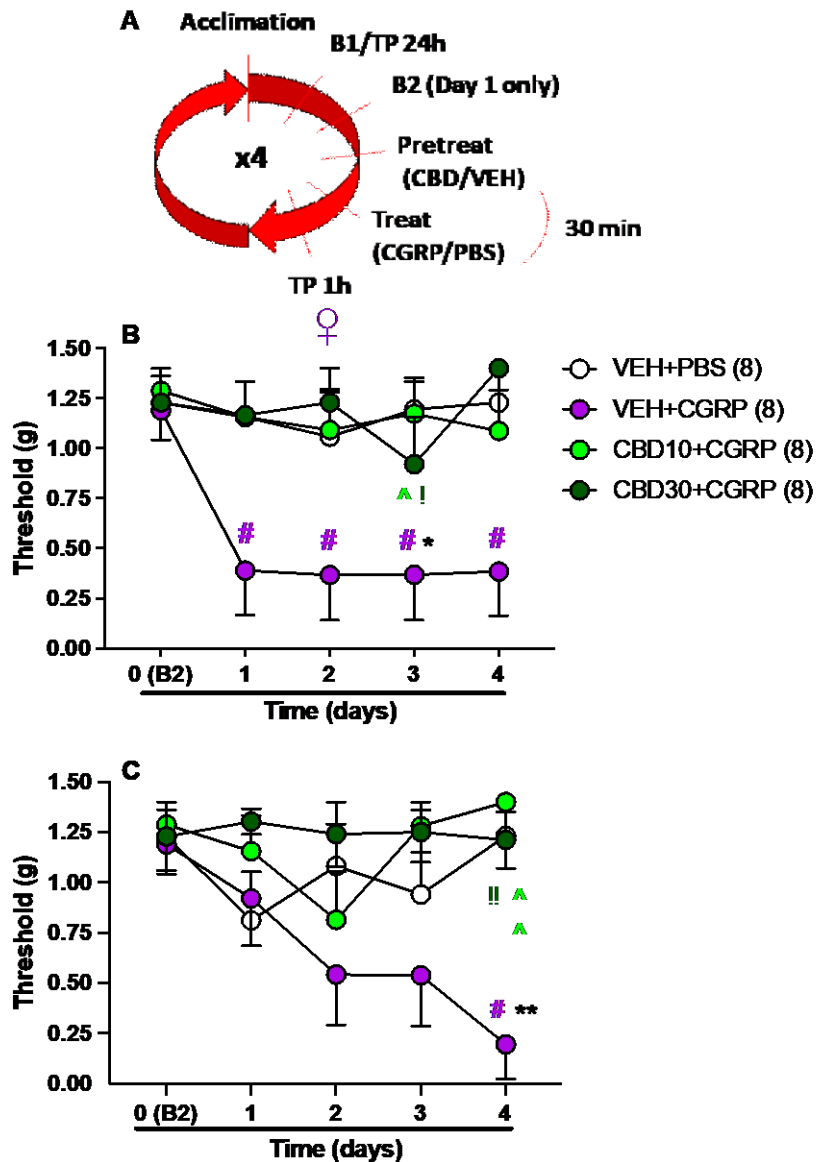 A
Acclimation
B1/TP 24h
B2 (Day 1 only)
x4
Pretreat
(CBD/VEH)
Treat
(CGRP/PBS)
30 min
TP 1h
B
♀
1.50
1.25
1.00
0.75
0.50
0.25
0.00
Threshold (g)
^ !
# # # * #
0 (B2) 1 2 3 4
Time (days)
VEH+PBS (8)
VEH+CGRP (8)
CBD10+CGRP (8)
CBD30+CGRP (8)
C
1.50
1.25
1.00
0.75
0.50
0.25
0.00
Threshold (g)
!! ^
^
# **
0 (B2) 1 2 3 4
Time (days)